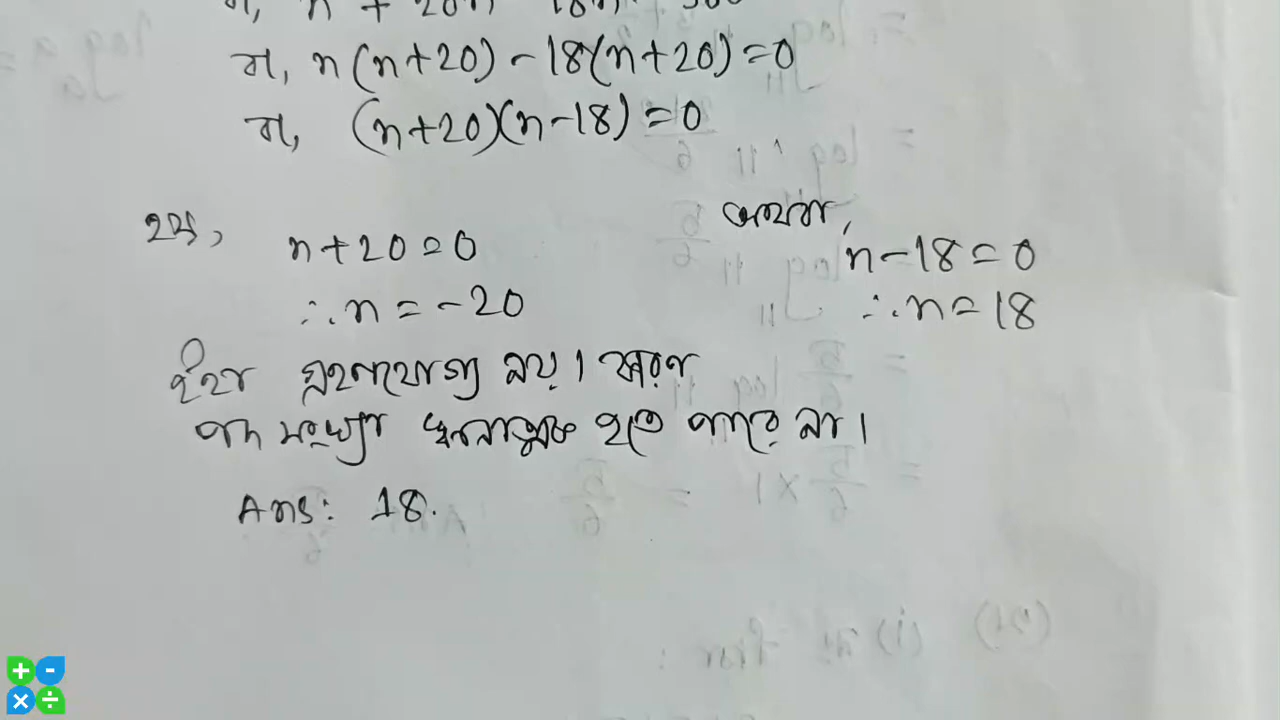 বা, n(n+20)-18(n+20)=0
বা, (n+20)(n-18)=0
হয়, n+20=0 অথবা, n-18=0
∴n=-20 ∴n=18
ইহা গ্রহণযোগ্য নয়। কারণ
পদ সংখ্যা ঋনাত্মক হতে পারে না।
Ans: 18.